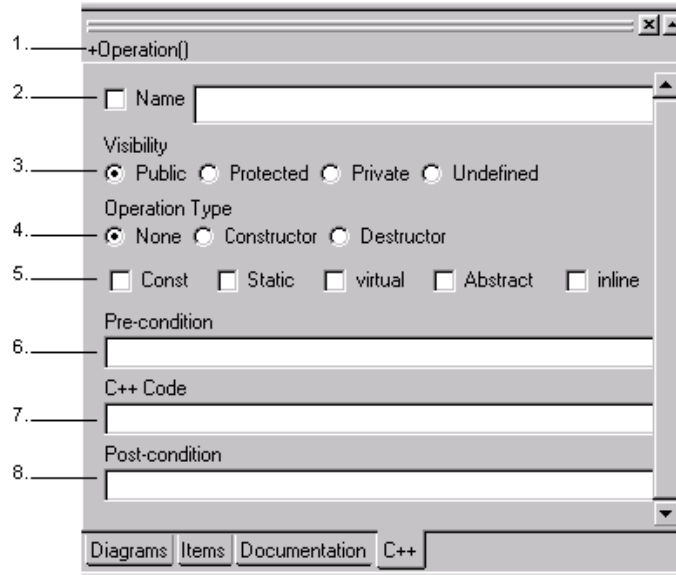 1. +Operation()
2. Name
Visibility
3. Public Protected Private Undefined
Operation Type
4. None Constructor Destructor
5. Const Static virtual Abstract inline
Pre-condition
6.
C++ Code
7.
Post-condition
8.
Diagrams Items Documentation C++